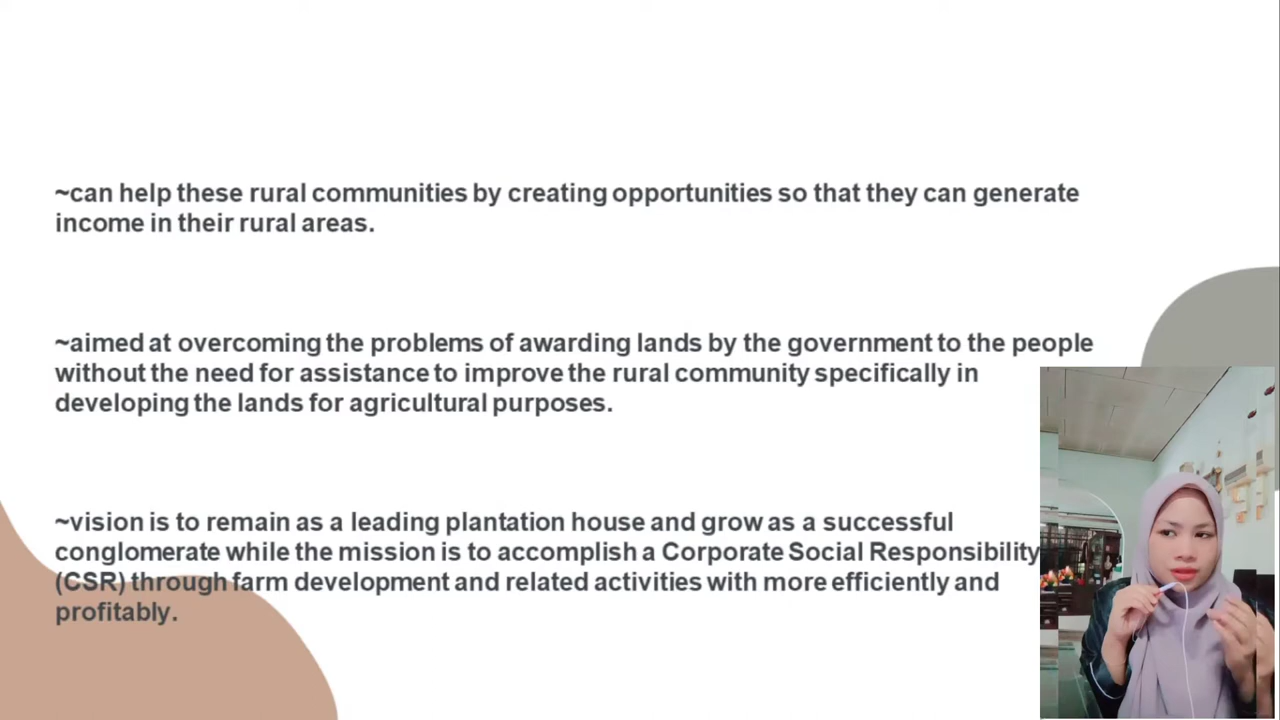 ~can help these rural communities by creating opportunities so that they can generate
income in their rural areas.
~aimed at overcoming the problems of awarding lands by the government to the people
without the need for assistance to improve the rural community specifically in
developing the lands for agricultural purposes.
~vision is to remain as a leading plantation house and grow as a successful
conglomerate while the mission is to accomplish a Corporate Social Responsibility
(CSR) through farm development and related activities with more efficiently and
profitably.